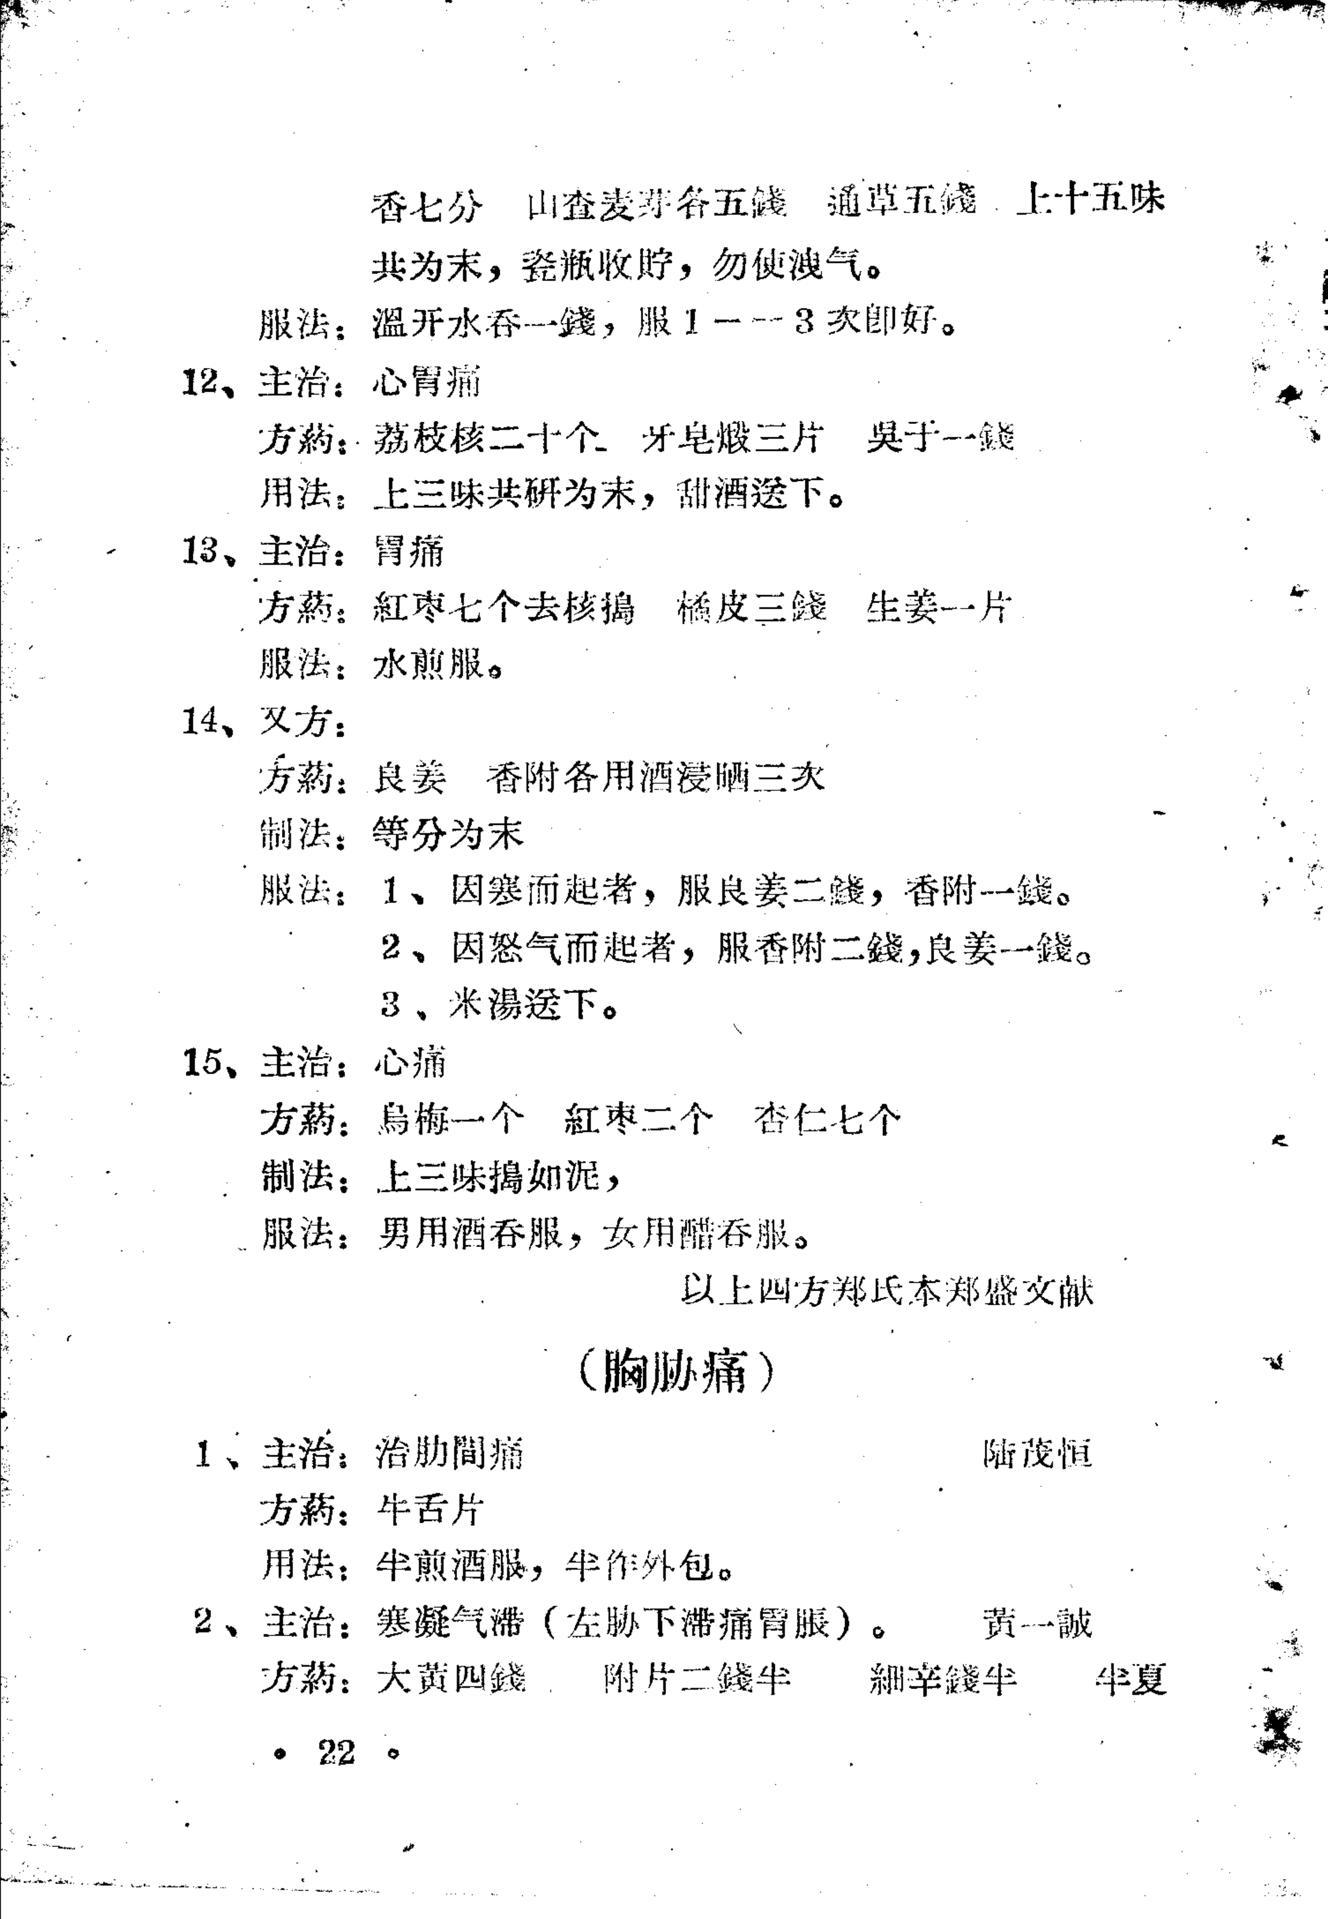 香七分　山查麦芽各五錢　通草五錢　上十五味
共为末，瓷瓶收貯，勿使洩气。
服法：溫开水吞一錢，服1－－3次卽好。
12、主治：心胃痛
方葯：荔枝核二十个　牙皂煅三片　吳于一錢
用法：上三味共研为末，甜酒送下。
13、主治：胃痛
方葯：紅枣七个去核搗　橘皮三錢　生姜一片
服法：水煎服。
14、又方：
方葯：良姜　香附各用酒浸晒三次
制法：等分为末
服法：1、因寒而起者，服良姜二錢，香附一錢。
2、因怒气而起者，服香附二錢，良姜一錢。
3、米湯送下。
15、主治：心痛
方葯：烏梅一个　紅枣二个　杏仁七个
制法：上三味搗如泥，
服法：男用酒吞服，女用醋吞服。
以上四方郑氏本郑盛文献
（胸胁痛）
1、主治：治肋間痛　陆茂恒
方葯：牛舌片
用法：半煎酒服，半作外包。
2、主治：寒凝气滯（左胁下滯痛胃脹）。　黃一誠
方葯：大黄四錢　附片二錢半　細辛錢半　半夏
• 22 •